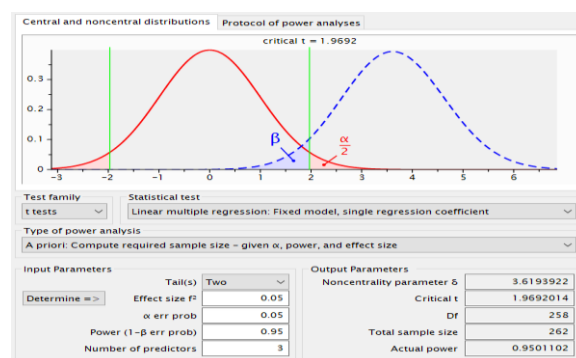 Central and noncentral distributions Protocol of power analyses
critical t = 1.9692
0.3
0.2
0.1
0
β
α
2
-3 -2 -1 0 1 2 3 4 5 6
Test family Statistical test
t tests Linear multiple regression: Fixed model, single regression coefficient
Type of power analysis
A priori: Compute required sample size – given α, power, and effect size
Input Parameters Output Parameters
Tail(s) Two Noncentrality parameter δ 3.6193922
Determine => Effect size f² 0.05 Critical t 1.9692014
α err prob 0.05 Df 258
Power (1-β err prob) 0.95 Total sample size 262
Number of predictors 3 Actual power 0.9501102